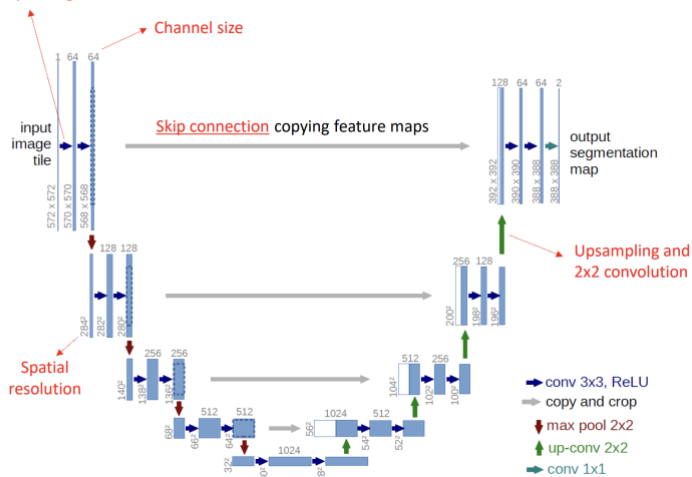 Channel size
1 64 64
input
image
tile
572 x 572
570 x 570
568 x 568
Skip connection copying feature maps
128 64 64 2
392 x 392
390 x 390
388 x 388
388 x 388
output
segmentation
map
128 128
284²
282²
280²
256 128
200²
198²
196²
Upsampling and
2x2 convolution
Spatial
resolution
256 256
140²
138²
136²
512 256
104²
102²
100²
512 512
68²
66²
64²
1024 512
56²
54²
52²
1024
32²
conv 3x3, ReLU
copy and crop
max pool 2x2
up-conv 2x2
conv 1x1